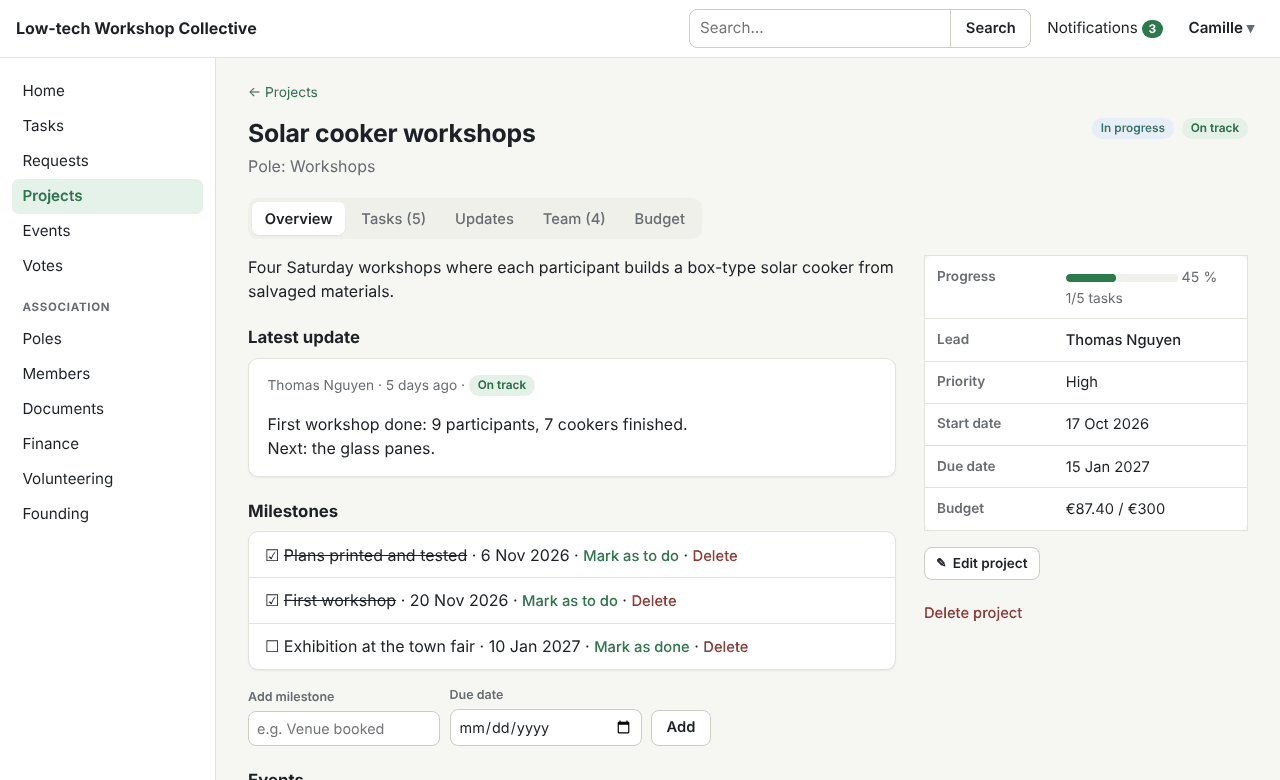 Low-tech Workshop Collective
Search...
Search
Notifications 3
Camille ▾
Home
Tasks
Requests
Projects
Events
Votes
ASSOCIATION
Poles
Members
Documents
Finance
Volunteering
Founding
← Projects
Solar cooker workshops
In progress
On track
Pole: Workshops
Overview
Tasks (5)
Updates
Team (4)
Budget
Four Saturday workshops where each participant builds a box-type solar cooker from
salvaged materials.
Latest update
Thomas Nguyen · 5 days ago · On track
First workshop done: 9 participants, 7 cookers finished.
Next: the glass panes.
Milestones
☑ Plans printed and tested · 6 Nov 2026 · Mark as to do · Delete
☑ First workshop · 20 Nov 2026 · Mark as to do · Delete
☐ Exhibition at the town fair · 10 Jan 2027 · Mark as done · Delete
Add milestone
Due date
e.g. Venue booked
mm/dd/yyyy
Add
Events
Progress
45 %
1/5 tasks
Lead
Thomas Nguyen
Priority
High
Start date
17 Oct 2026
Due date
15 Jan 2027
Budget
€87.40 / €300
✎ Edit project
Delete project